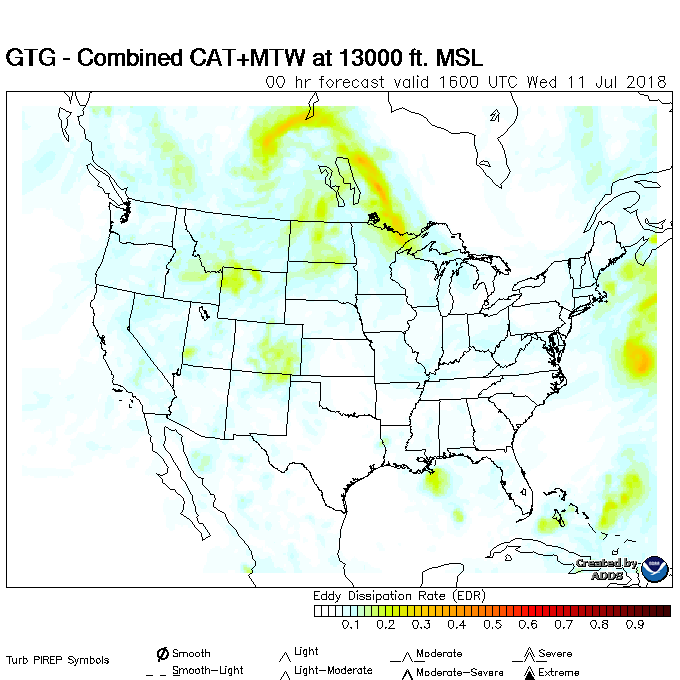 GTG - Combined CAT+MTW at 13000 ft. MSL
00 hr forecast valid 1600 UTC Wed 11 Jul 2018
Created by
ADDS
Eddy Dissipation Rate (EDR)
0.1 0.2 0.3 0.4 0.5 0.6 0.7 0.8 0.9
Turb PIREP Symbols
Smooth Light Moderate Severe
Smooth-Light Light-Moderate Moderate-Severe Extreme